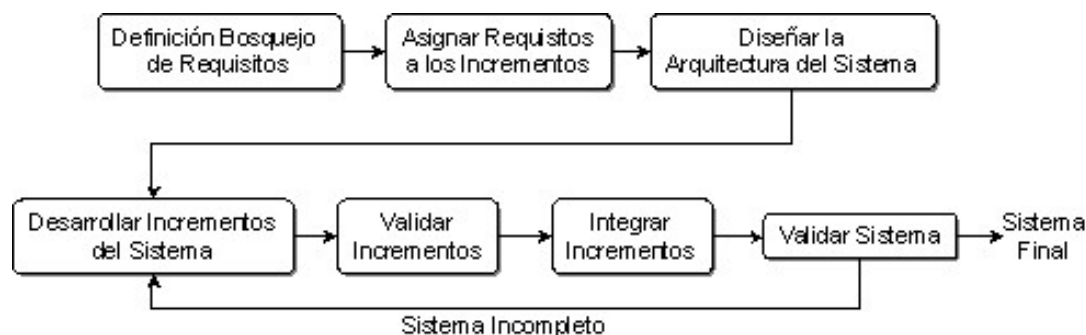 Definición Bosquejo
de Requisitos
Asignar Requisitos
a los Incrementos
Diseñar la
Arquitectura del Sistema
Desarrollar Incrementos
del Sistema
Validar
Incrementos
Integrar
Incrementos
Validar Sistema
Sistema
Final
Sistema Incompleto